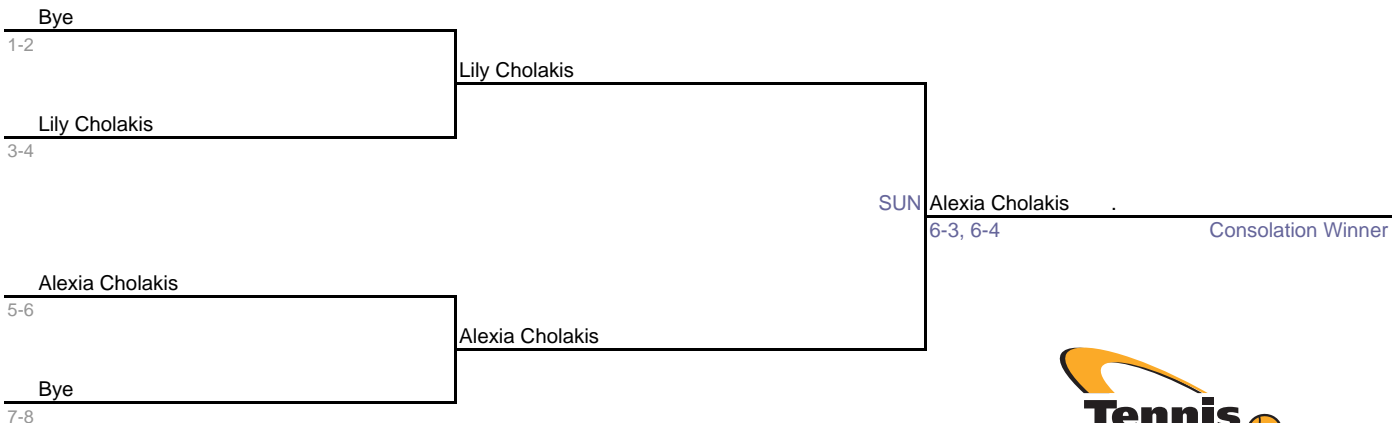 Bye
1-2
Lily Cholakis
Lily Cholakis
3-4
SUN Alexia Cholakis .
6-3, 6-4 Consolation Winner
Alexia Cholakis
5-6
Alexia Cholakis
Bye
7-8
Tennis